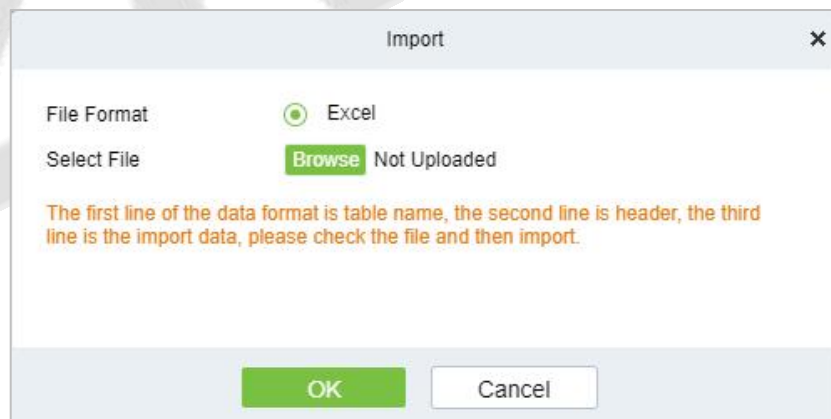 Import
File Format Excel
Select File Browse Not Uploaded
The first line of the data format is table name, the second line is header, the third
line is the import data, please check the file and then import.
OK Cancel